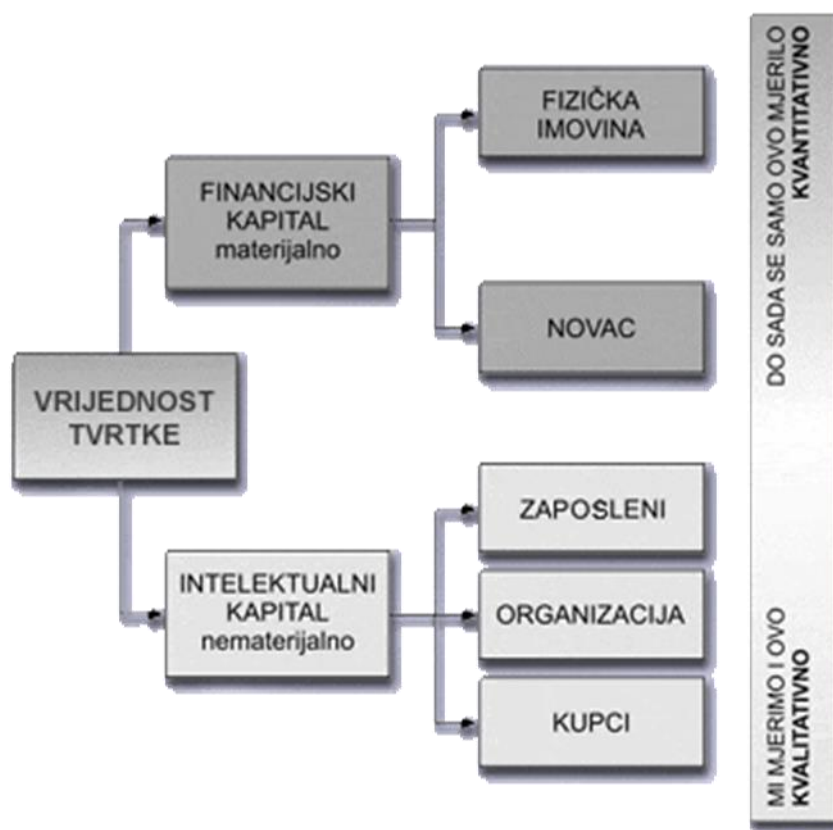 VRIJEDNOST
TVRTKE
FINANCIJSKI
KAPITAL
materijalno
FIZIČKA
IMOVINA
NOVAC
INTELEKTUALNI
KAPITAL
nematerijalno
ZAPOSLENI
ORGANIZACIJA
KUPCI
DO SADA SE SAMO OVO MJERILO
KVANTITATIVNO
MI MJERIMO I OVO
KVALITATIVNO